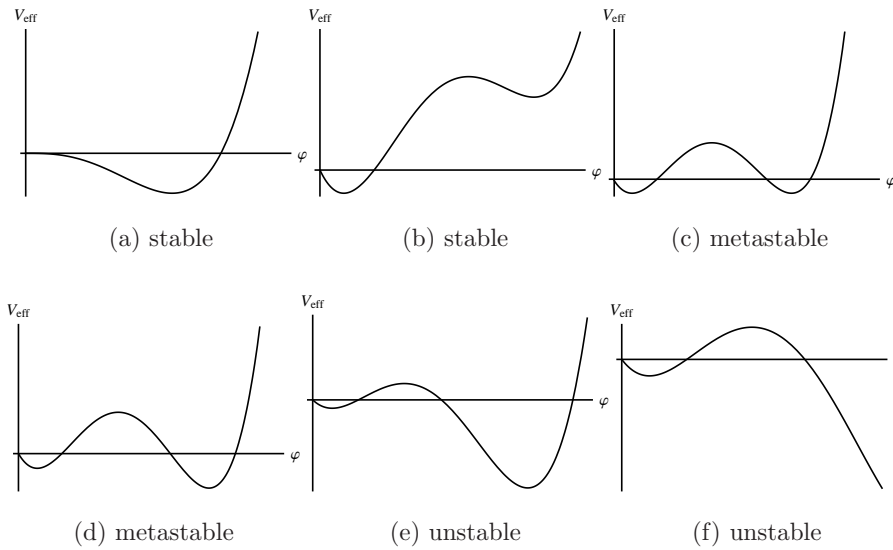 V_eff V_eff V_eff
φ φ φ
(a) stable (b) stable (c) metastable
V_eff V_eff V_eff
φ φ
(d) metastable (e) unstable (f) unstable